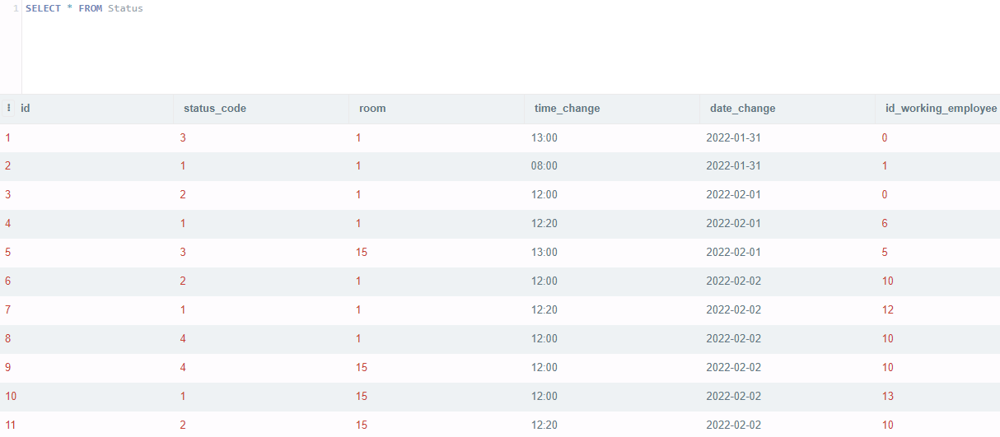 1 SELECT * FROM Status
id status_code room time_change date_change id_working_employee
1 3 1 13:00 2022-01-31 0
2 1 1 08:00 2022-01-31 1
3 2 1 12:00 2022-02-01 0
4 1 1 12:20 2022-02-01 6
5 3 15 13:00 2022-02-01 5
6 2 1 12:00 2022-02-02 10
7 1 1 12:20 2022-02-02 12
8 4 1 12:00 2022-02-02 10
9 4 15 12:00 2022-02-02 10
10 1 15 12:00 2022-02-02 13
11 2 15 12:20 2022-02-02 10